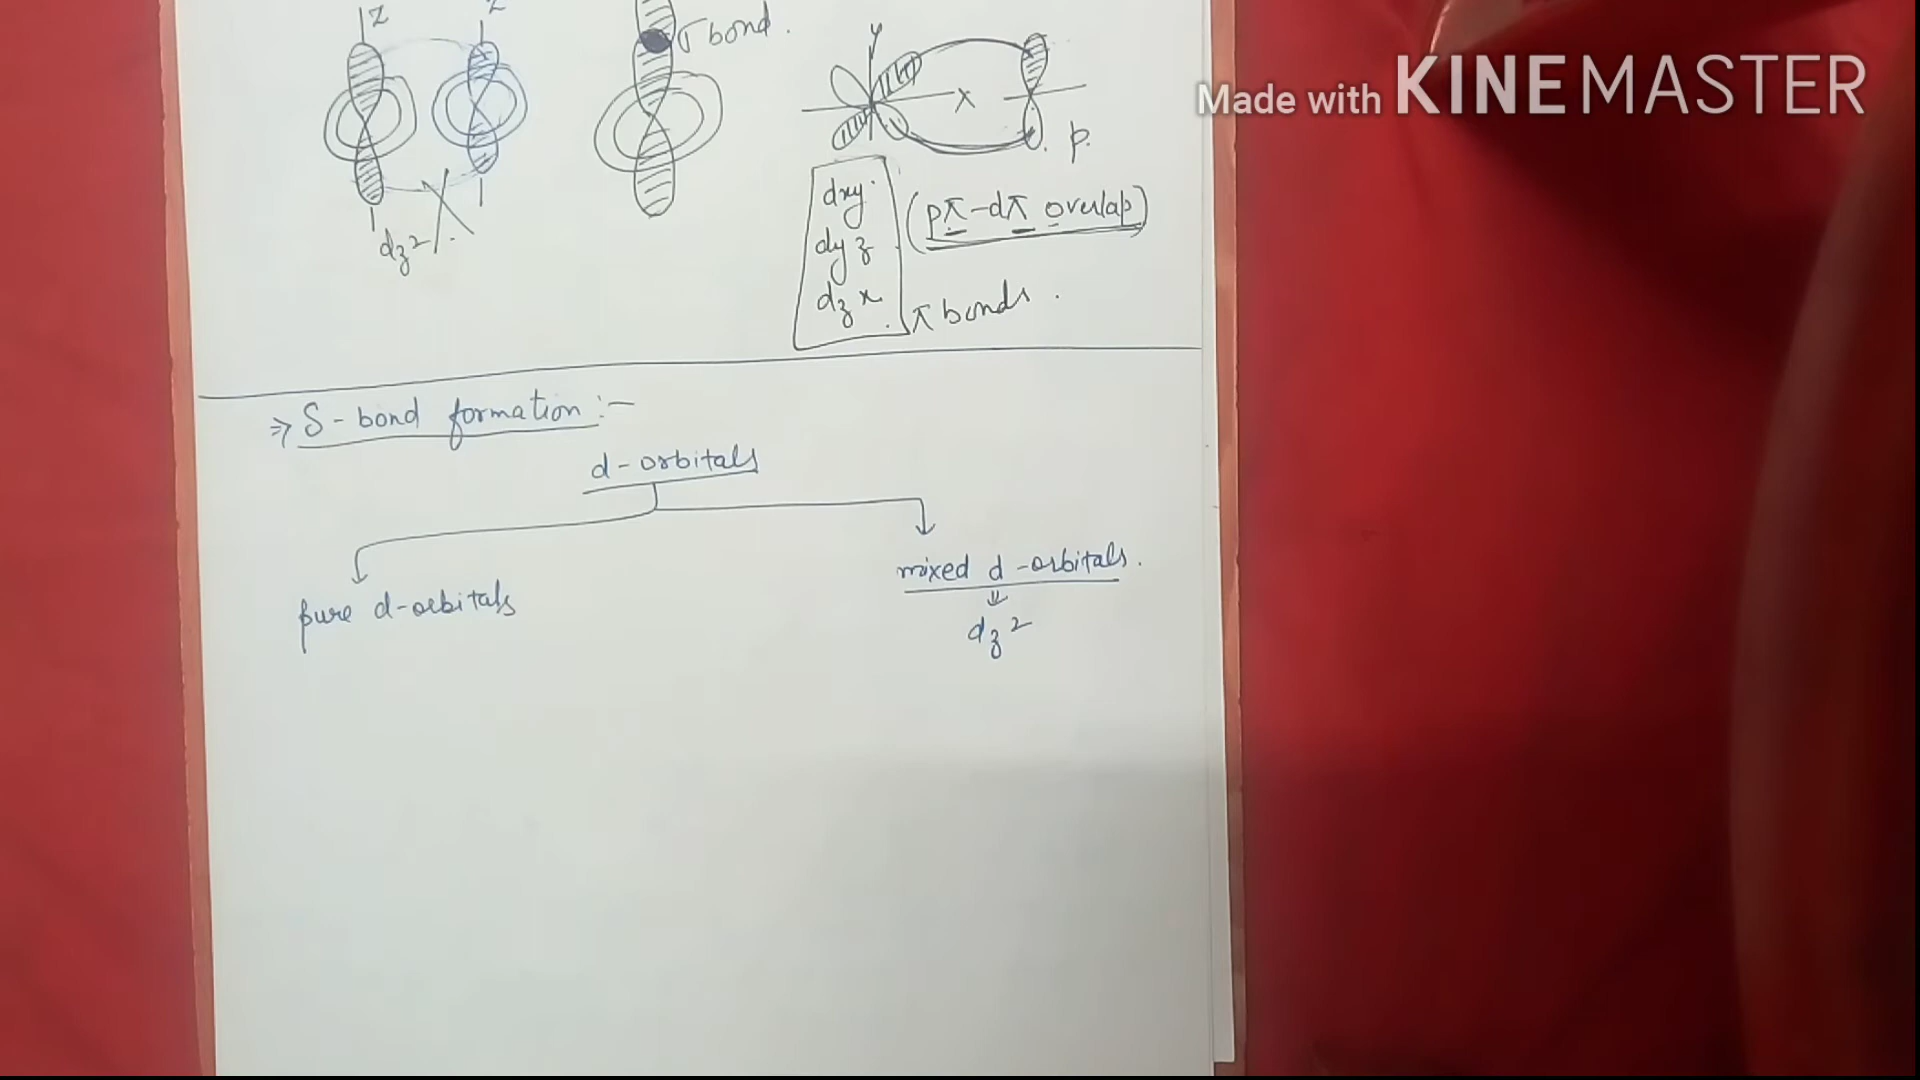 z
z
σ bond.
y
x
p.
dz²
dxy
dyz
dzx
(pπ-dπ overlap)
π bonds.
⇒ δ-bond formation:-
d-orbitals
pure d-orbitals
mixed d-orbitals.
⇓
dz²
Made with KINEMASTER